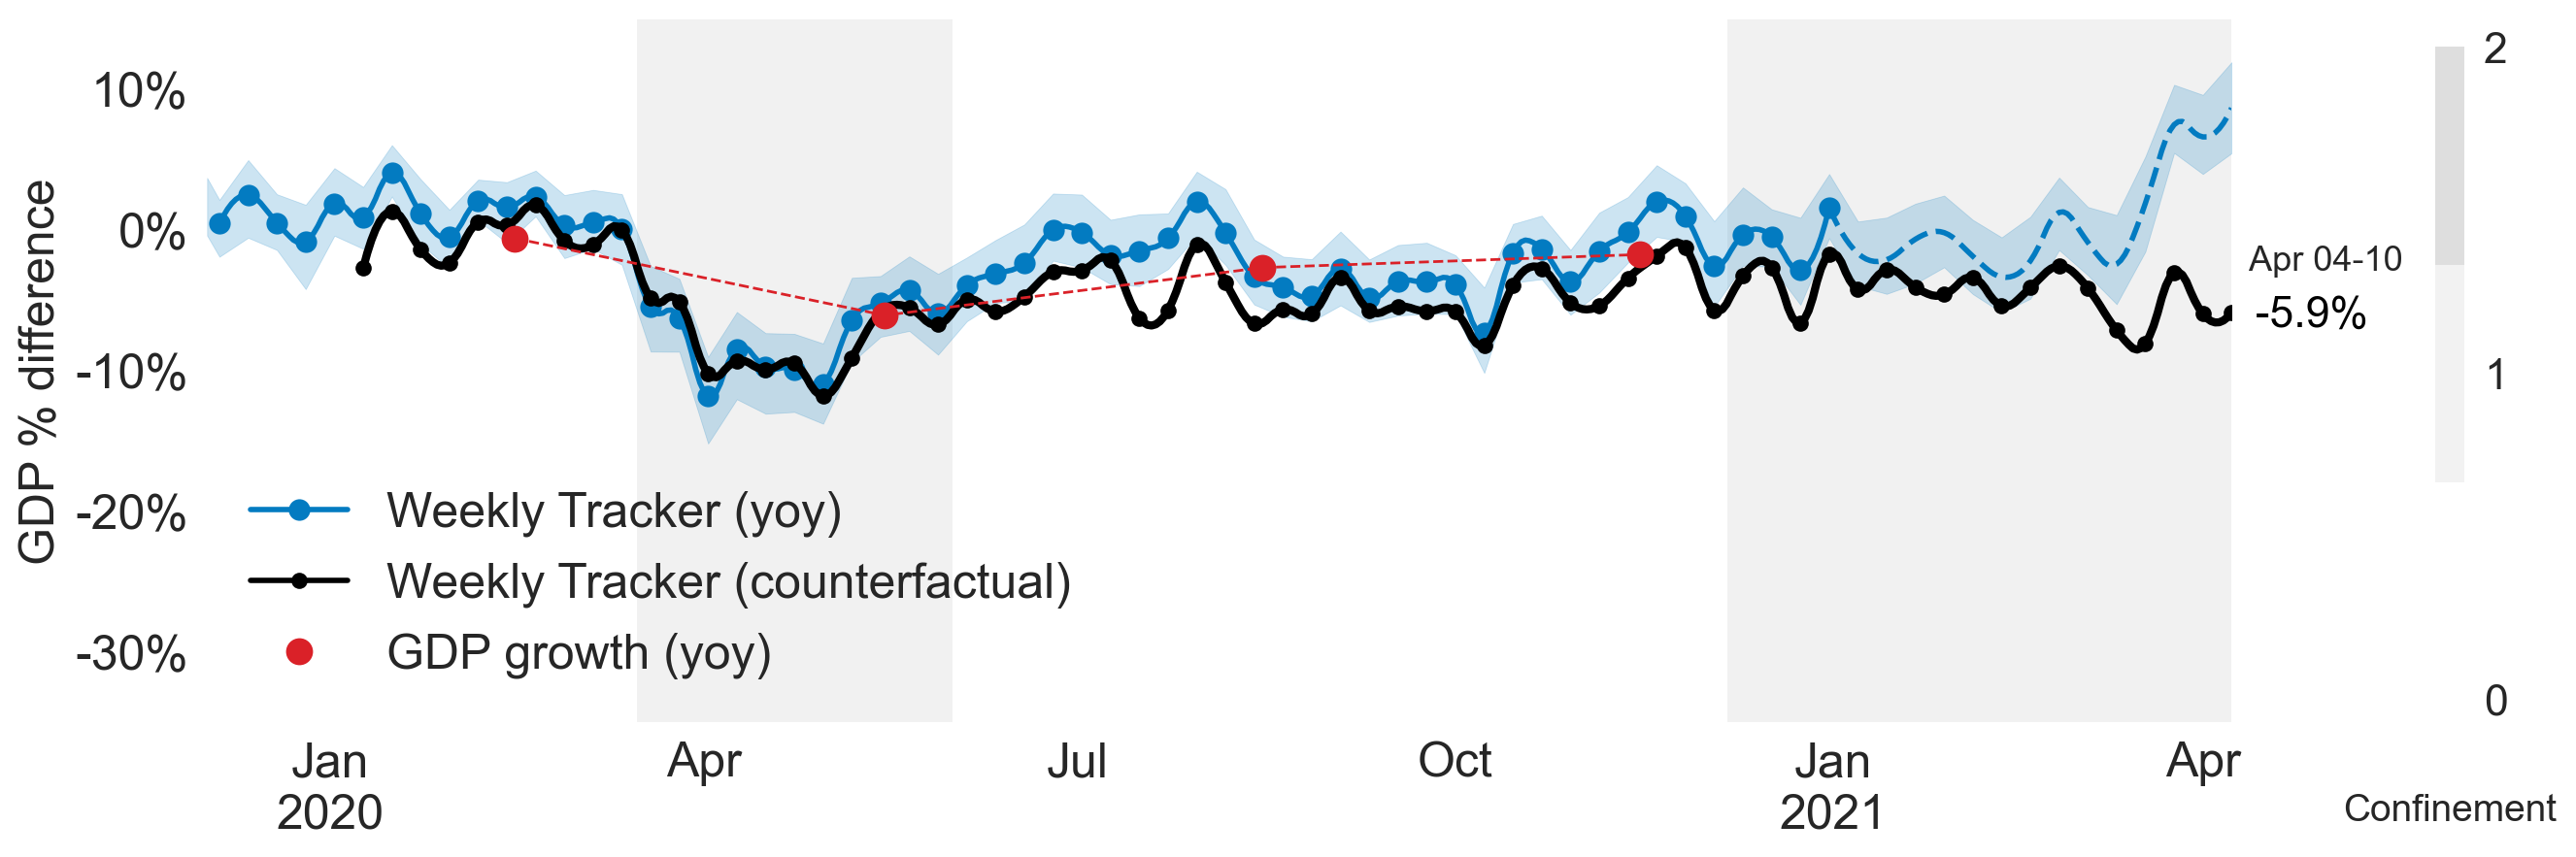 GDP % difference
10%
0%
-10%
-20%
-30%
Weekly Tracker (yoy)
Weekly Tracker (counterfactual)
GDP growth (yoy)
Jan
2020
Apr
Jul
Oct
Jan
2021
Apr
Apr 04-10
-5.9%
2
1
0
Confinement